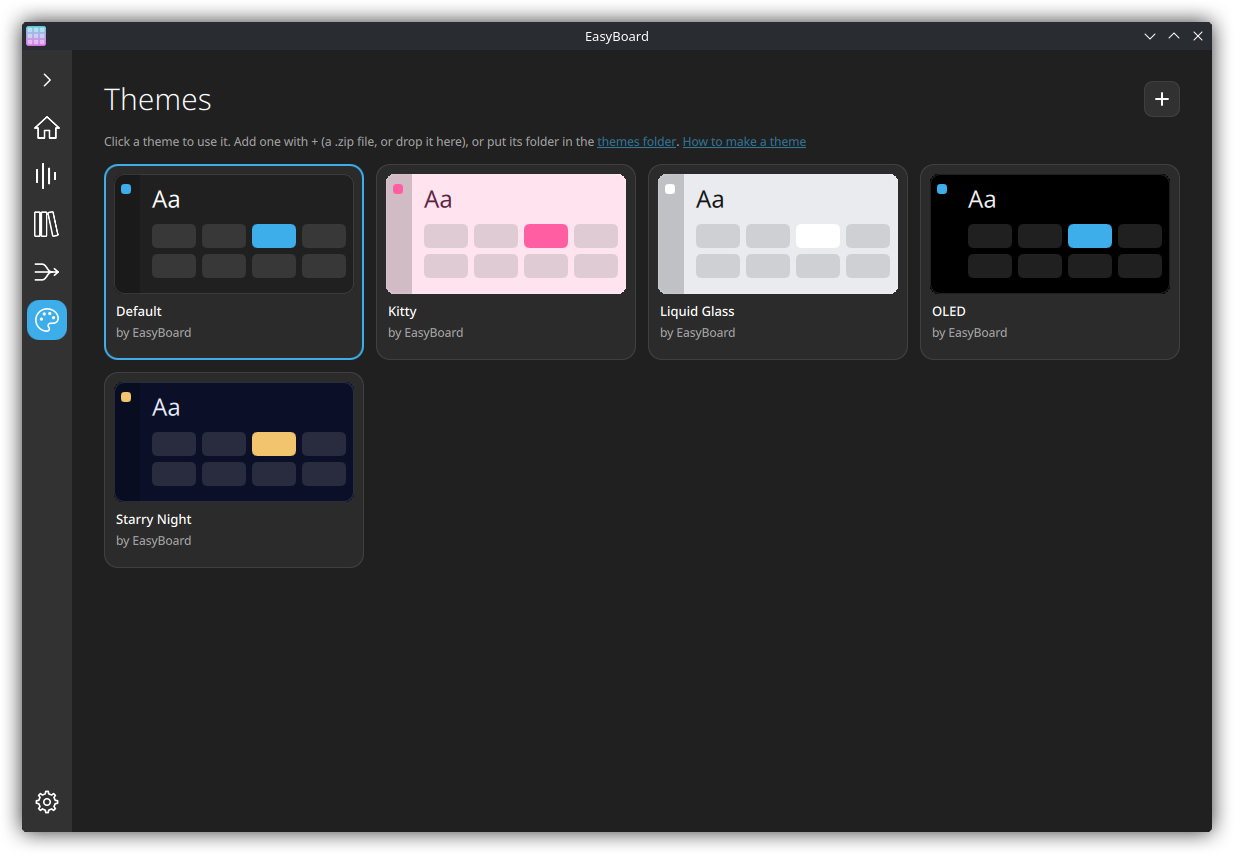 EasyBoard
Themes
Click a theme to use it. Add one with + (a .zip file, or drop it here), or put its folder in the themes folder. How to make a theme
Aa
Aa
Aa
Aa
Default
Kitty
Liquid Glass
OLED
by EasyBoard
by EasyBoard
by EasyBoard
by EasyBoard
Aa
Starry Night
by EasyBoard